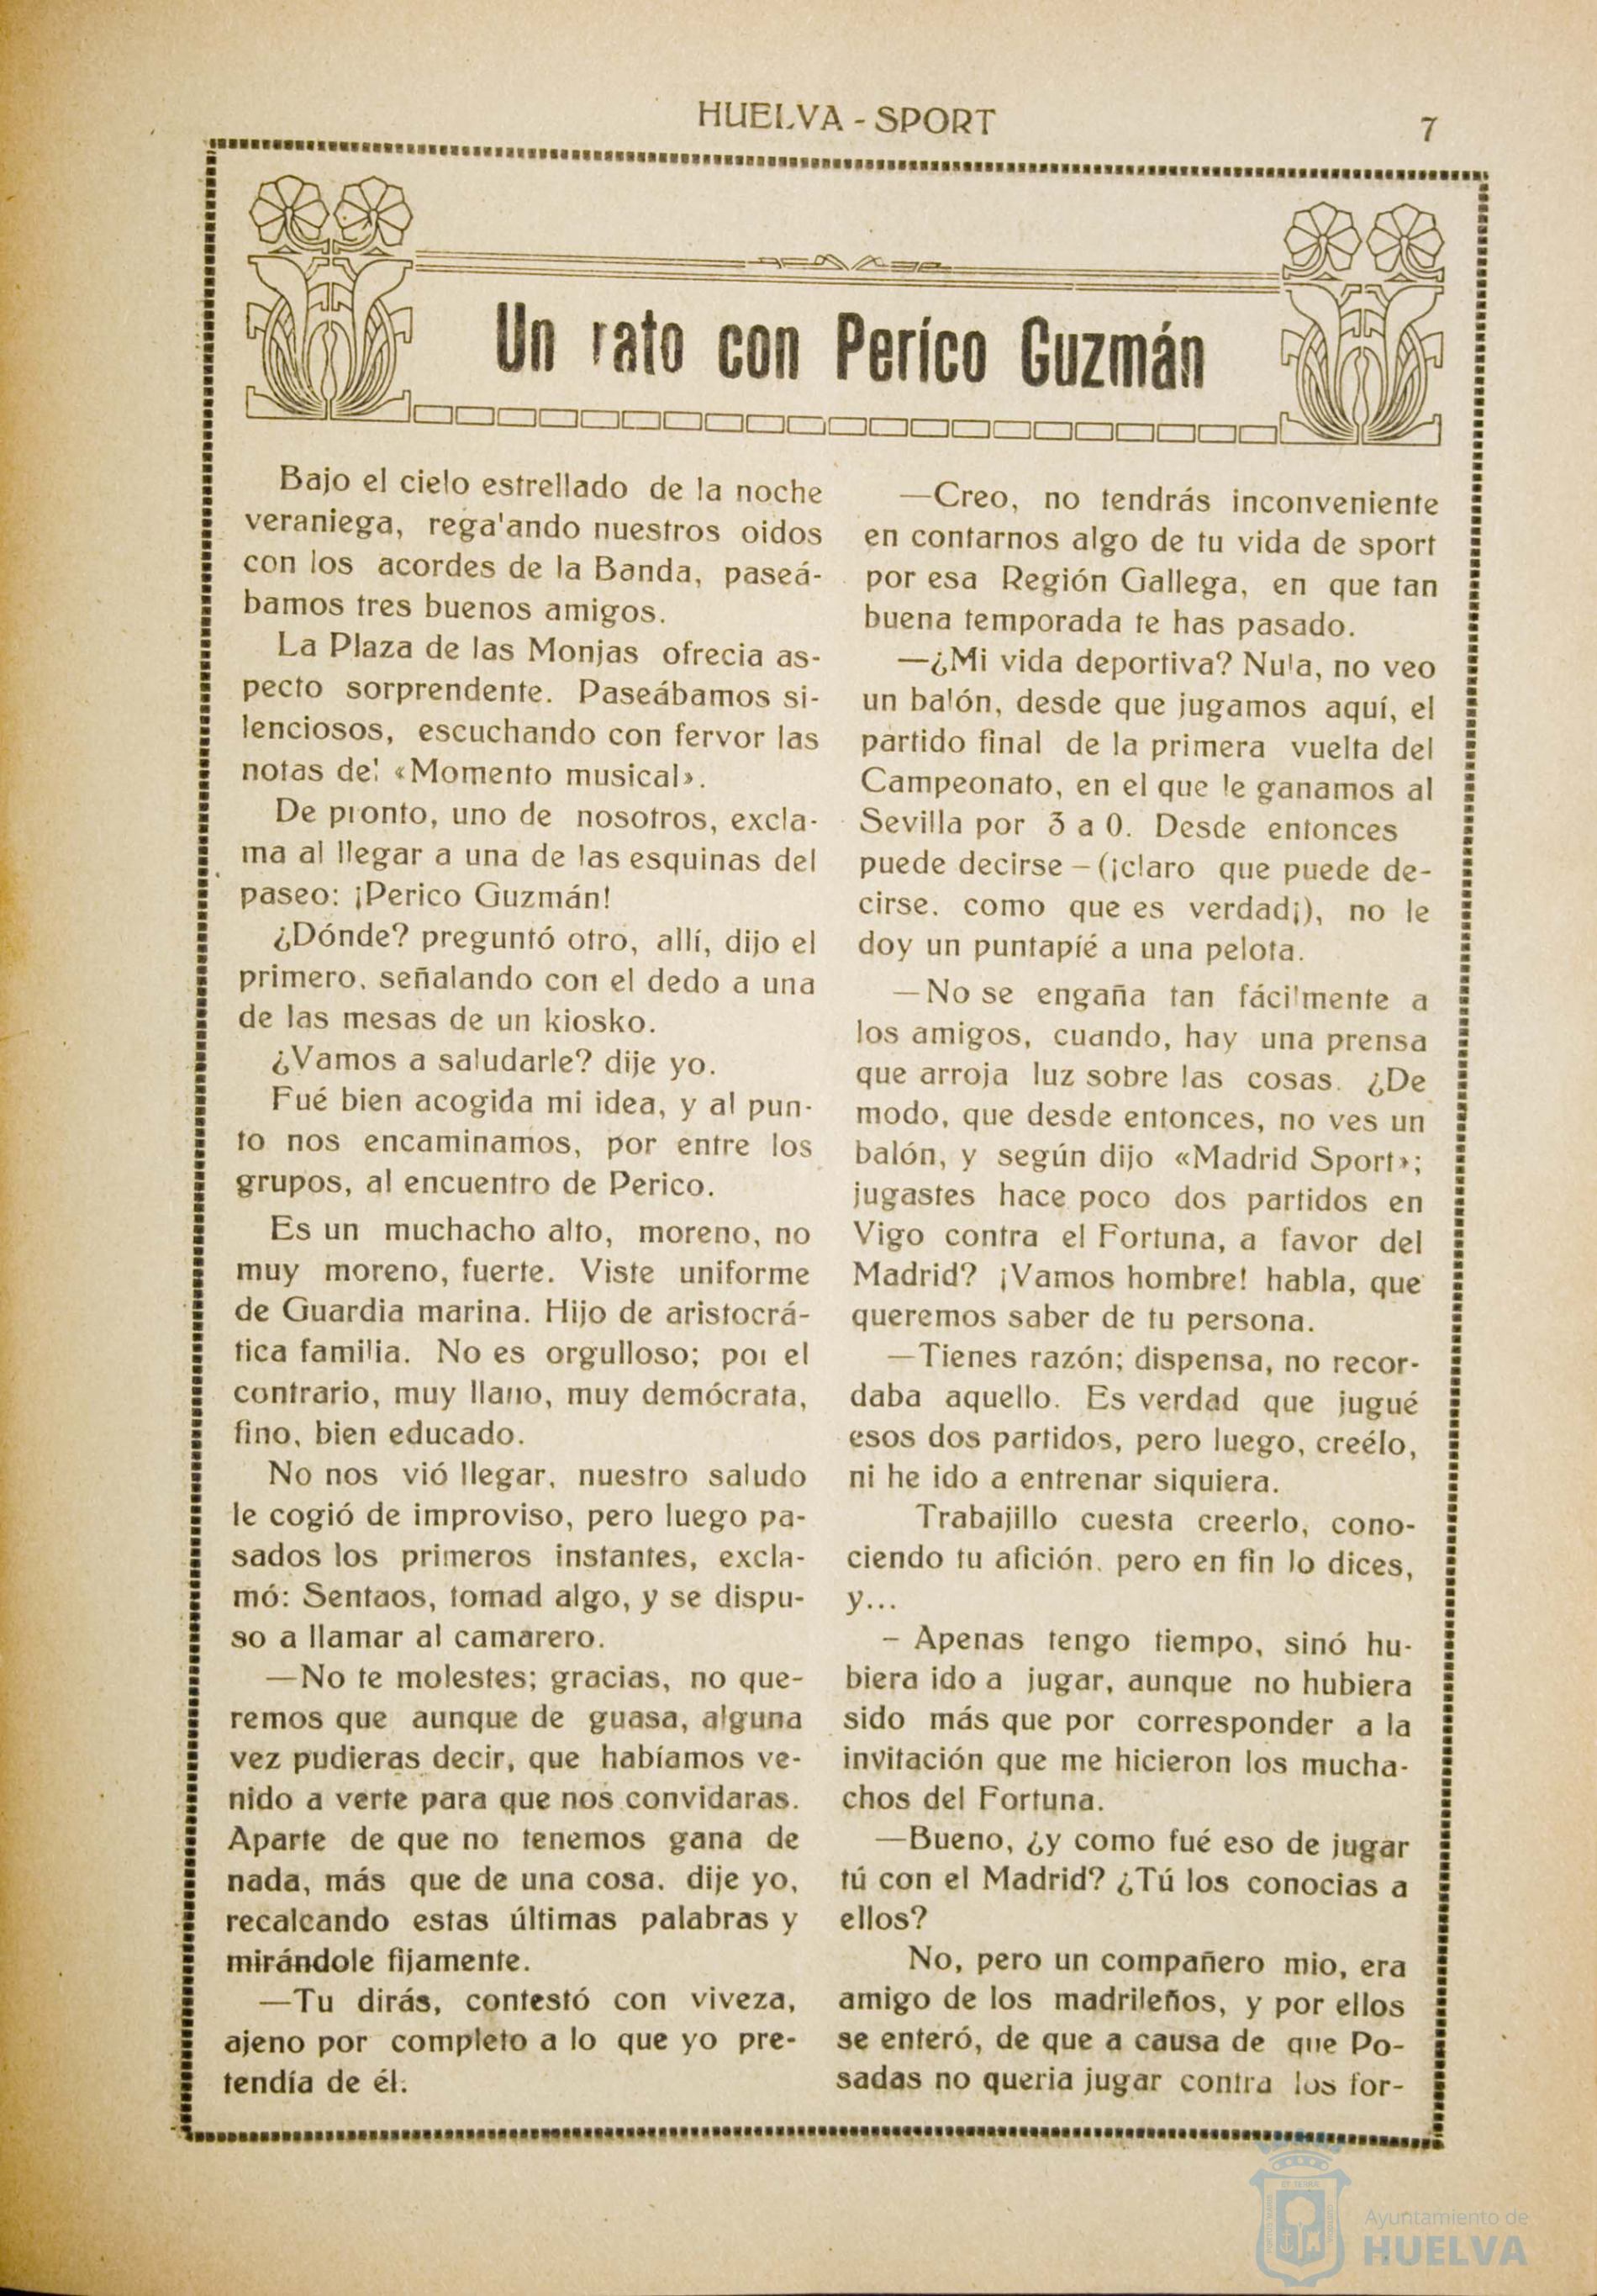 HUELVA - SPORT
7
Un rato con Períco Guzmán
Bajo el cielo estrellado de la noche
veraniega, rega'ando nuestros oidos
con los acordes de la Banda, paseá-
bamos tres buenos amigos.
La Plaza de las Monjas ofrecia as-
pecto sorprendente. Paseábamos si-
lenciosos, escuchando con fervor las
notas del «Momento musical».
De pronto, uno de nosotros, excla-
ma al llegar a una de las esquinas del
paseo: ¡Perico Guzmán!
¿Dónde? preguntó otro, allí, dijo el
primero, señalando con el dedo a una
de las mesas de un kiosko.
¿Vamos a saludarle? dije yo.
Fué bien acogida mi idea, y al pun-
to nos encaminamos, por entre los
grupos, al encuentro de Perico.
Es un muchacho alto, moreno, no
muy moreno, fuerte. Viste uniforme
de Guardia marina. Hijo de aristocrá-
tica familia. No es orgulloso; por el
contrario, muy llano, muy demócrata,
fino, bien educado.
No nos vió llegar, nuestro saludo
le cogió de improviso, pero luego pa-
sados los primeros instantes, excla-
mó: Sentaos, tomad algo, y se dispu-
so a llamar al camarero.
—No te molestes; gracias, no que-
remos que aunque de guasa, alguna
vez pudieras decir, que habíamos ve-
nido a verte para que nos convidaras.
Aparte de que no tenemos gana de
nada, más que de una cosa, dije yo,
recalcando estas últimas palabras y
mirándole fijamente.
—Tu dirás, contestó con viveza,
ajeno por completo a lo que yo pre-
tendía de él.
—Creo, no tendrás inconveniente
en contarnos algo de tu vida de sport
por esa Región Gallega, en que tan
buena temporada te has pasado.
—¿Mi vida deportiva? Nula, no veo
un balón, desde que jugamos aquí, el
partido final de la primera vuelta del
Campeonato, en el que le ganamos al
Sevilla por 3 a 0. Desde entonces
puede decirse – (¡claro que puede de-
cirse, como que es verdad¡), no le
doy un puntapíé a una pelota.
—No se engaña tan fácilmente a
los amigos, cuando, hay una prensa
que arroja luz sobre las cosas. ¿De
modo, que desde entonces, no ves un
balón, y según dijo «Madrid Sport»;
jugastes hace poco dos partidos en
Vigo contra el Fortuna, a favor del
Madrid? ¡Vamos hombre! habla, que
queremos saber de tu persona.
—Tienes razón; dispensa, no recor-
daba aquello. Es verdad que jugué
esos dos partidos, pero luego, creélo,
ni he ido a entrenar siquiera.
Trabajillo cuesta creerlo, cono-
ciendo tu afición, pero en fin lo dices,
y...
– Apenas tengo tiempo, sinó hu-
biera ido a jugar, aunque no hubiera
sido más que por corresponder a la
invitación que me hicieron los mucha-
chos del Fortuna.
—Bueno, ¿y como fué eso de jugar
tú con el Madrid? ¿Tú los conocias a
ellos?
No, pero un compañero mio, era
amigo de los madrileños, y por ellos
se enteró, de que a causa de que Po-
sadas no queria jugar contra los for-
Ayuntamiento de
HUELVA